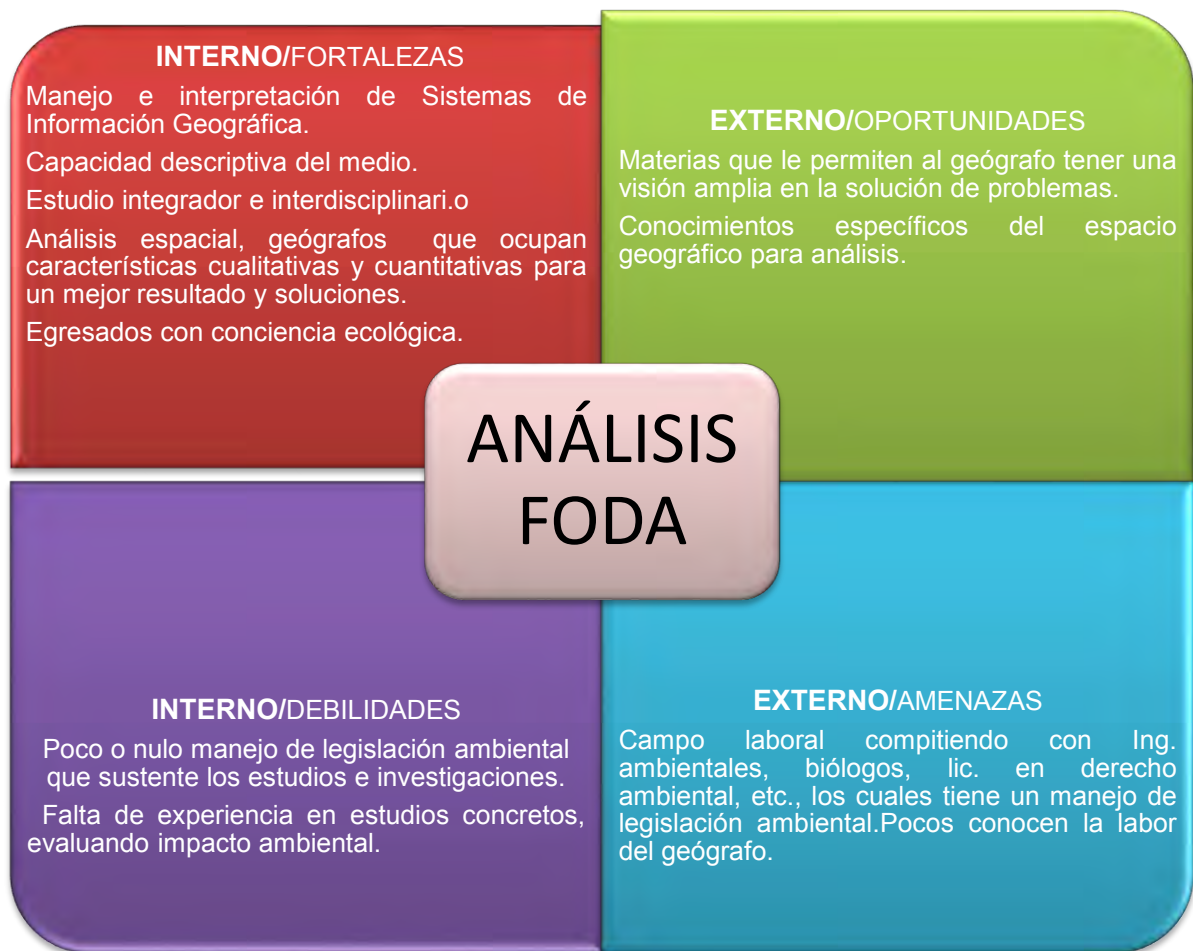 INTERNO/FORTALEZAS
Manejo e interpretación de Sistemas de
Información Geográfica.
Capacidad descriptiva del medio.
Estudio integrador e interdisciplinari.o
Análisis espacial, geógrafos que ocupan
características cualitativas y cuantitativas para
un mejor resultado y soluciones.
Egresados con conciencia ecológica.
EXTERNO/OPORTUNIDADES
Materias que le permiten al geógrafo tener una
visión amplia en la solución de problemas.
Conocimientos específicos del espacio
geográfico para análisis.
ANÁLISIS
FODA
INTERNO/DEBILIDADES
Poco o nulo manejo de legislación ambiental
que sustente los estudios e investigaciones.
Falta de experiencia en estudios concretos,
evaluando impacto ambiental.
EXTERNO/AMENAZAS
Campo laboral compitiendo con Ing.
ambientales, biólogos, lic. en derecho
ambiental, etc., los cuales tiene un manejo de
legislación ambiental.Pocos conocen la labor
del geógrafo.